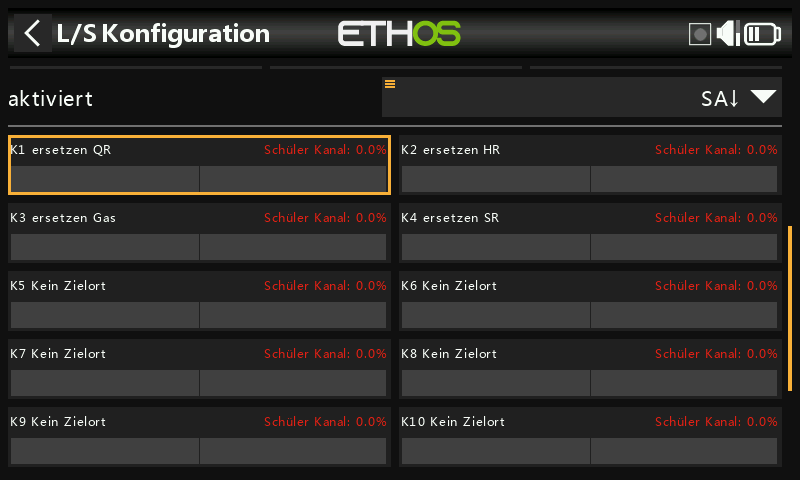 L/S Konfiguration
ETHOS
aktiviert
SA↓
K1 ersetzen QR Schüler Kanal: 0.0%
K2 ersetzen HR Schüler Kanal: 0.0%
K3 ersetzen Gas Schüler Kanal: 0.0%
K4 ersetzen SR Schüler Kanal: 0.0%
K5 Kein Zielort Schüler Kanal: 0.0%
K6 Kein Zielort Schüler Kanal: 0.0%
K7 Kein Zielort Schüler Kanal: 0.0%
K8 Kein Zielort Schüler Kanal: 0.0%
K9 Kein Zielort Schüler Kanal: 0.0%
K10 Kein Zielort Schüler Kanal: 0.0%